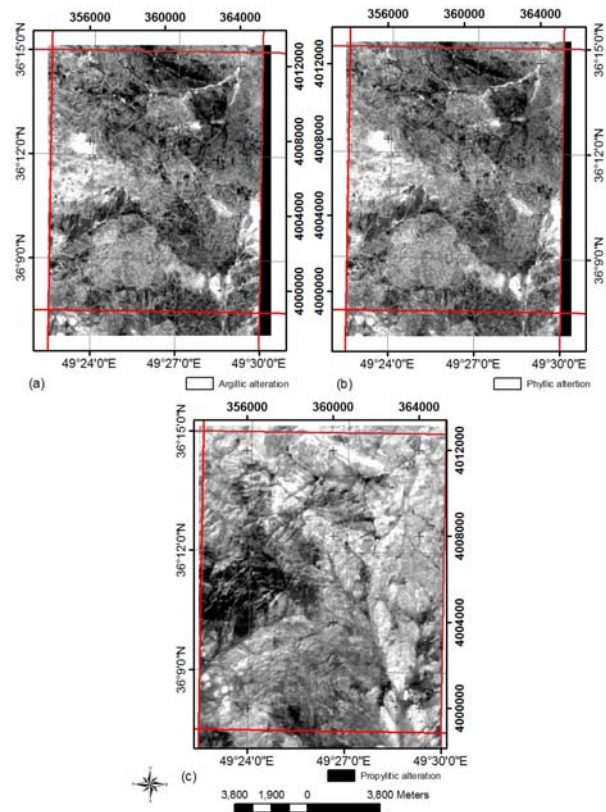 356000 360000 364000
356000 360000 364000
36°15'0"N
36°12'0"N
36°9'0"N
4012000
4008000
4004000
4000000
4012000
4008000
4004000
4000000
36°15'0"N
36°12'0"N
36°9'0"N
49°24'0"E 49°27'0"E 49°30'0"E
49°24'0"E 49°27'0"E 49°30'0"E
(a) Argillic alteration
(b) Phyllic altertion
356000 360000 364000
36°15'0"N
36°12'0"N
36°9'0"N
4012000
4008000
4004000
4000000
49°24'0"E 49°27'0"E 49°30'0"E
(c) Propylitic alteration
3,800 1,900 0 3,800 Meters